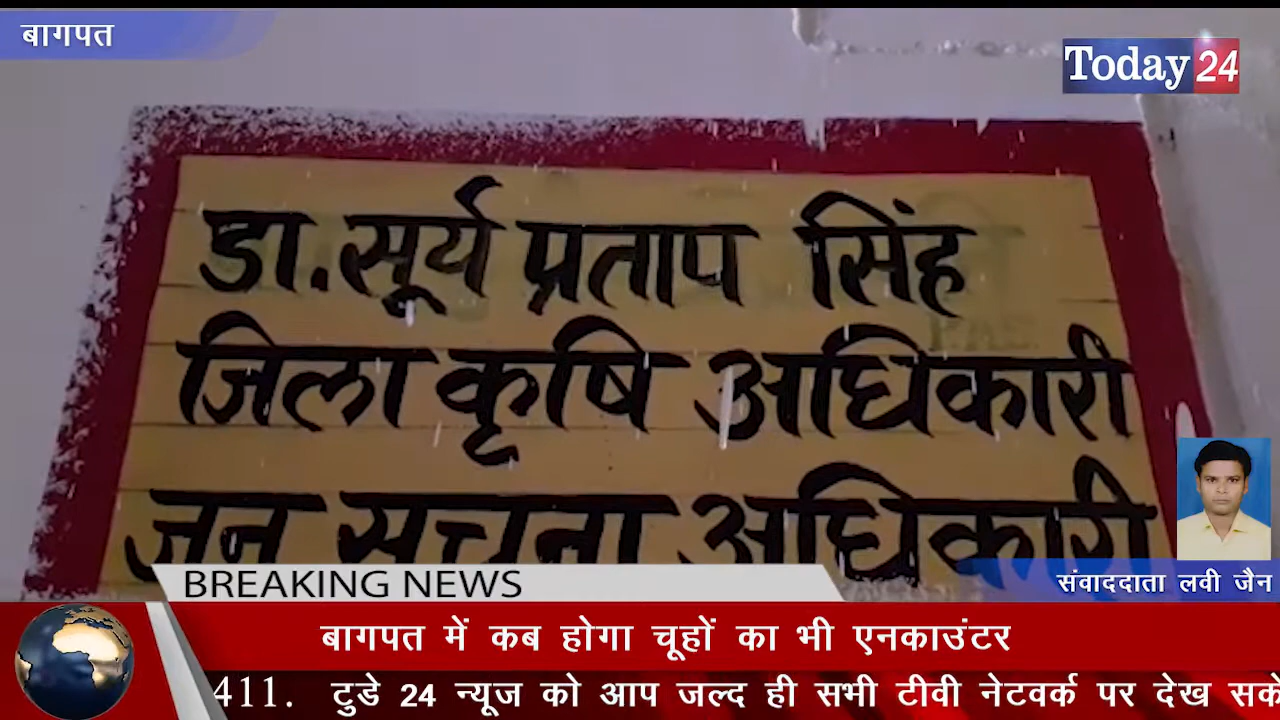 बागपत
Today 24
डा. सूर्य प्रताप सिंह
जिला कृषि अधिकारी
जन सूचना अधिकारी
संवाददाता लवी जैन
BREAKING NEWS
बागपत में कब होगा चूहों का भी एनकाउंटर
411. टुडे 24 न्यूज को आप जल्द ही सभी टीवी नेटवर्क पर देख सके